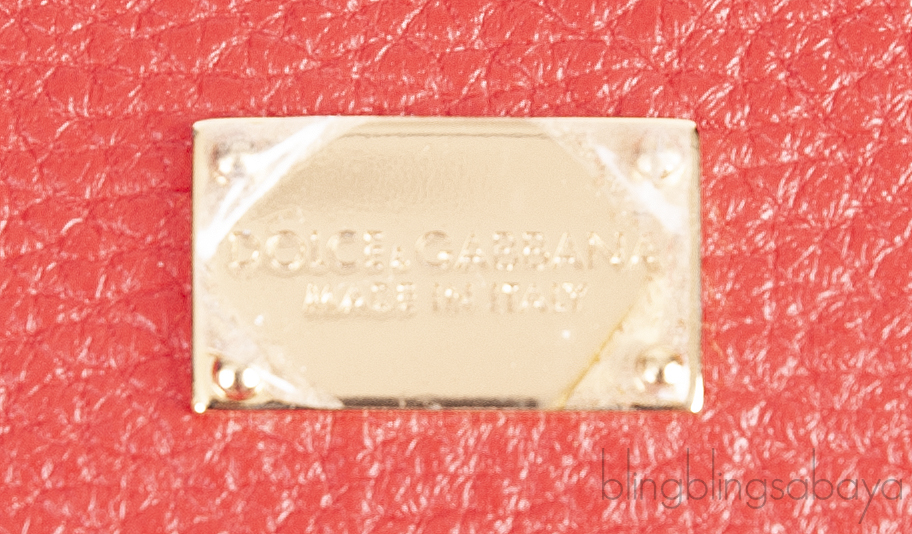 DOLCE & GABBANA
MADE IN ITALY
blingblingsabaya